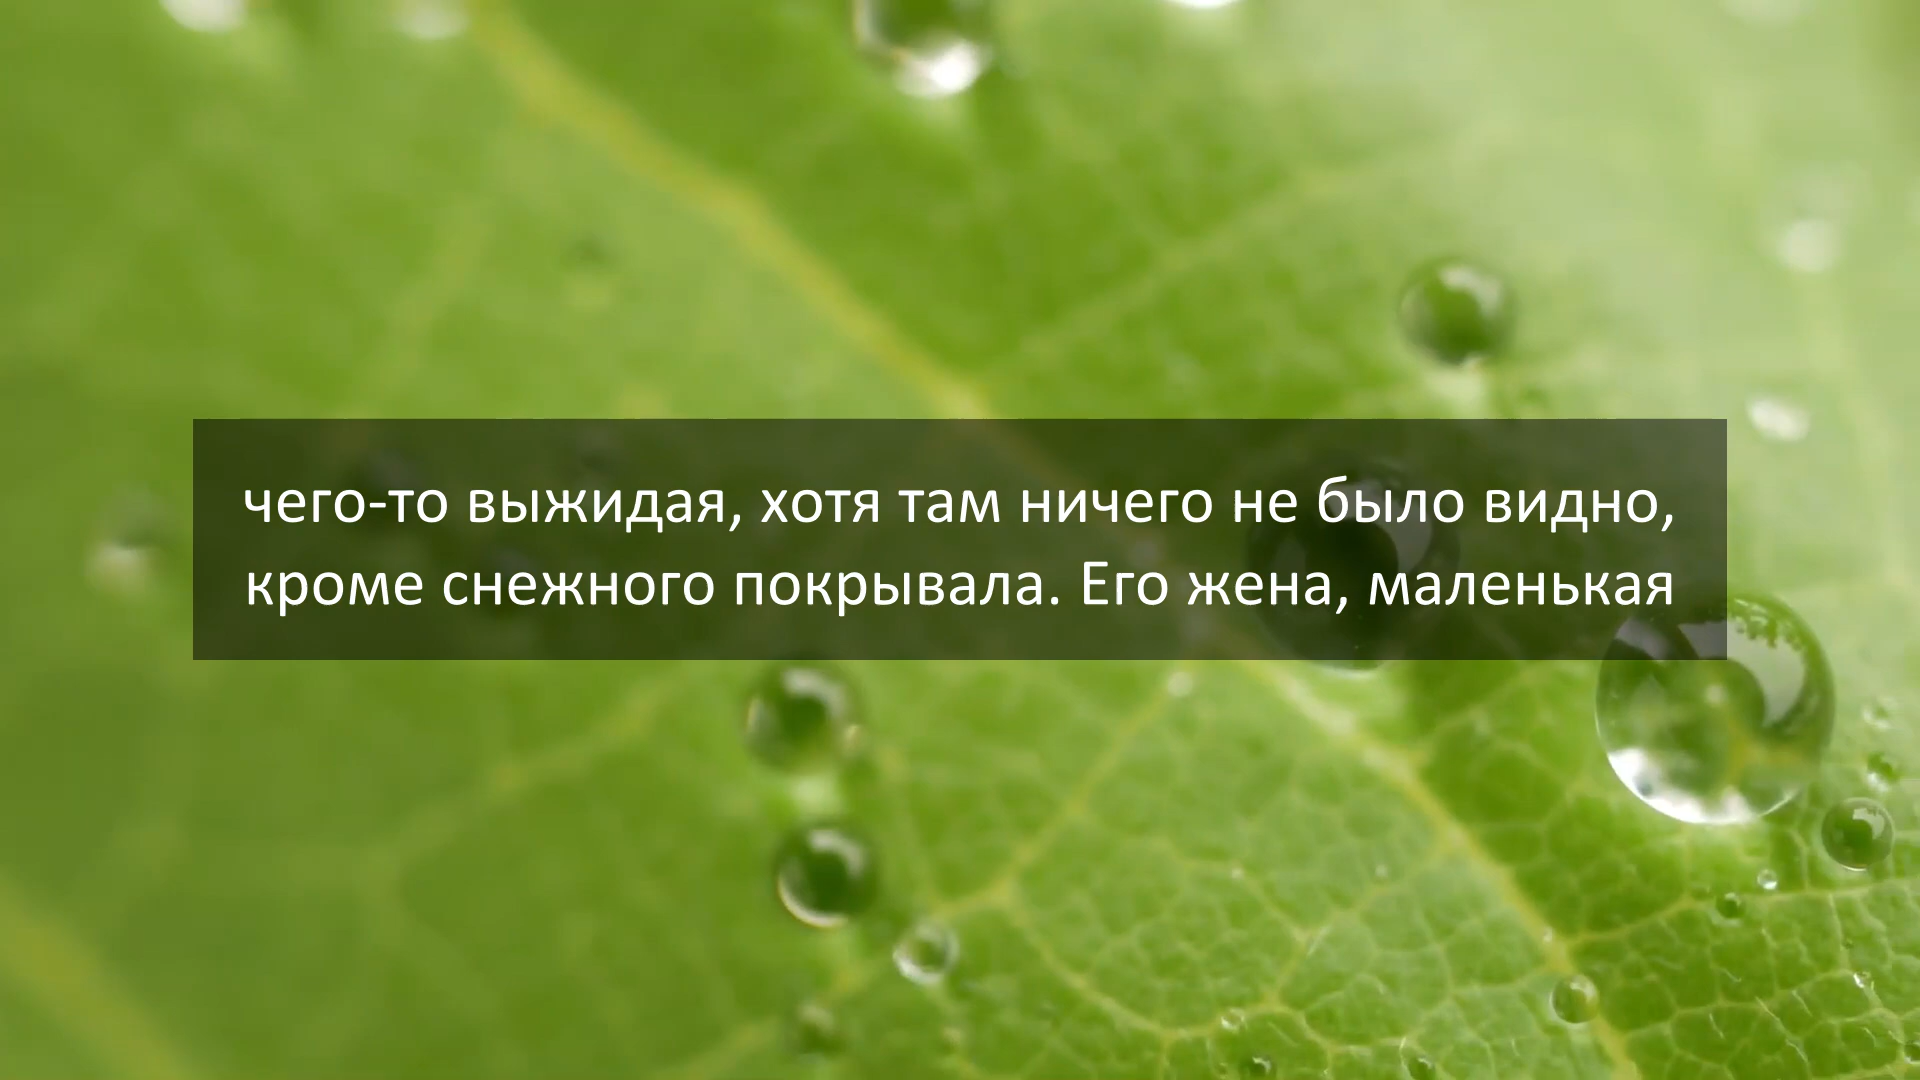 чего-то выжидая, хотя там ничего не было видно,
кроме снежного покрывала. Его жена, маленькая